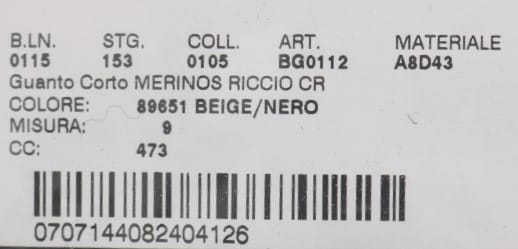 B.LN. STG. COLL. ART. MATERIALE
0115 153 0105 BG0112 A8D43
Guanto Corto MERINOS RICCIO CR
COLORE: 89651 BEIGE/NERO
MISURA: 9
CC: 473
0707144082404126